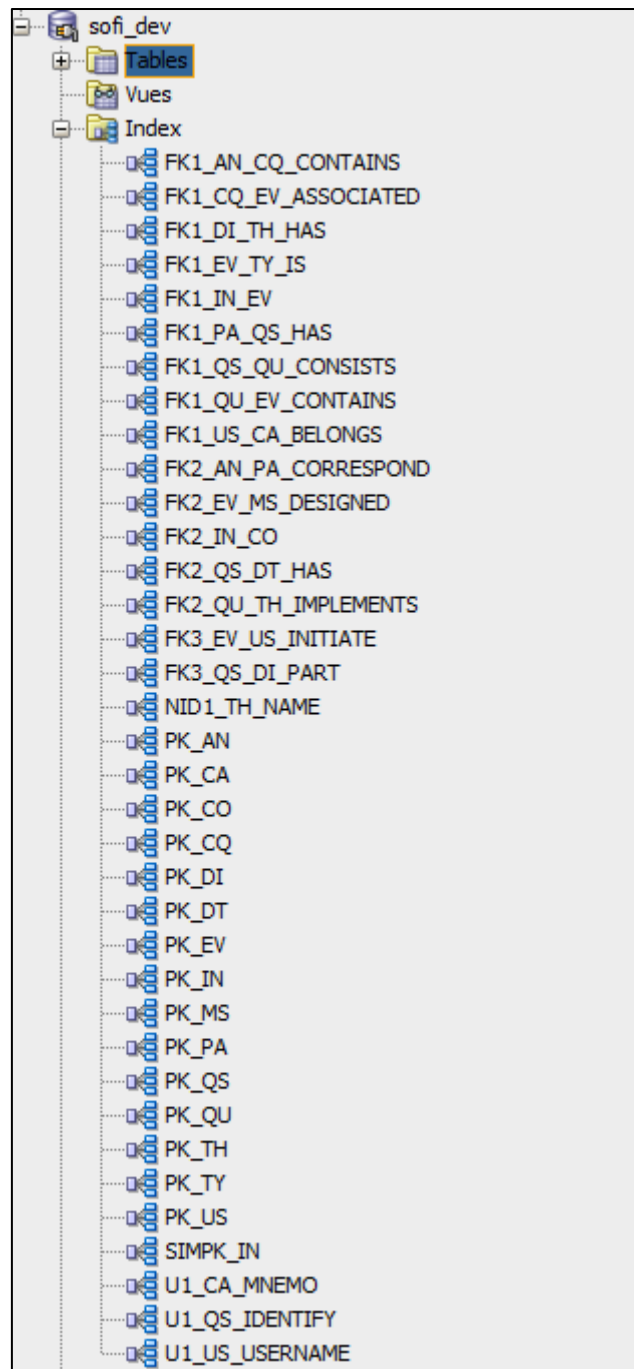 sofi_dev
Tables
Vues
Index
FK1_AN_CQ_CONTAINS
FK1_CQ_EV_ASSOCIATED
FK1_DI_TH_HAS
FK1_EV_TY_IS
FK1_IN_EV
FK1_PA_QS_HAS
FK1_QS_QU_CONSISTS
FK1_QU_EV_CONTAINS
FK1_US_CA_BELONGS
FK2_AN_PA_CORRESPOND
FK2_EV_MS_DESIGNED
FK2_IN_CO
FK2_QS_DT_HAS
FK2_QU_TH_IMPLEMENTS
FK3_EV_US_INITIATE
FK3_QS_DI_PART
NID1_TH_NAME
PK_AN
PK_CA
PK_CO
PK_CQ
PK_DI
PK_DT
PK_EV
PK_IN
PK_MS
PK_PA
PK_QS
PK_QU
PK_TH
PK_TY
PK_US
SIMPK_IN
U1_CA_MNEMO
U1_QS_IDENTIFY
U1_US_USERNAME